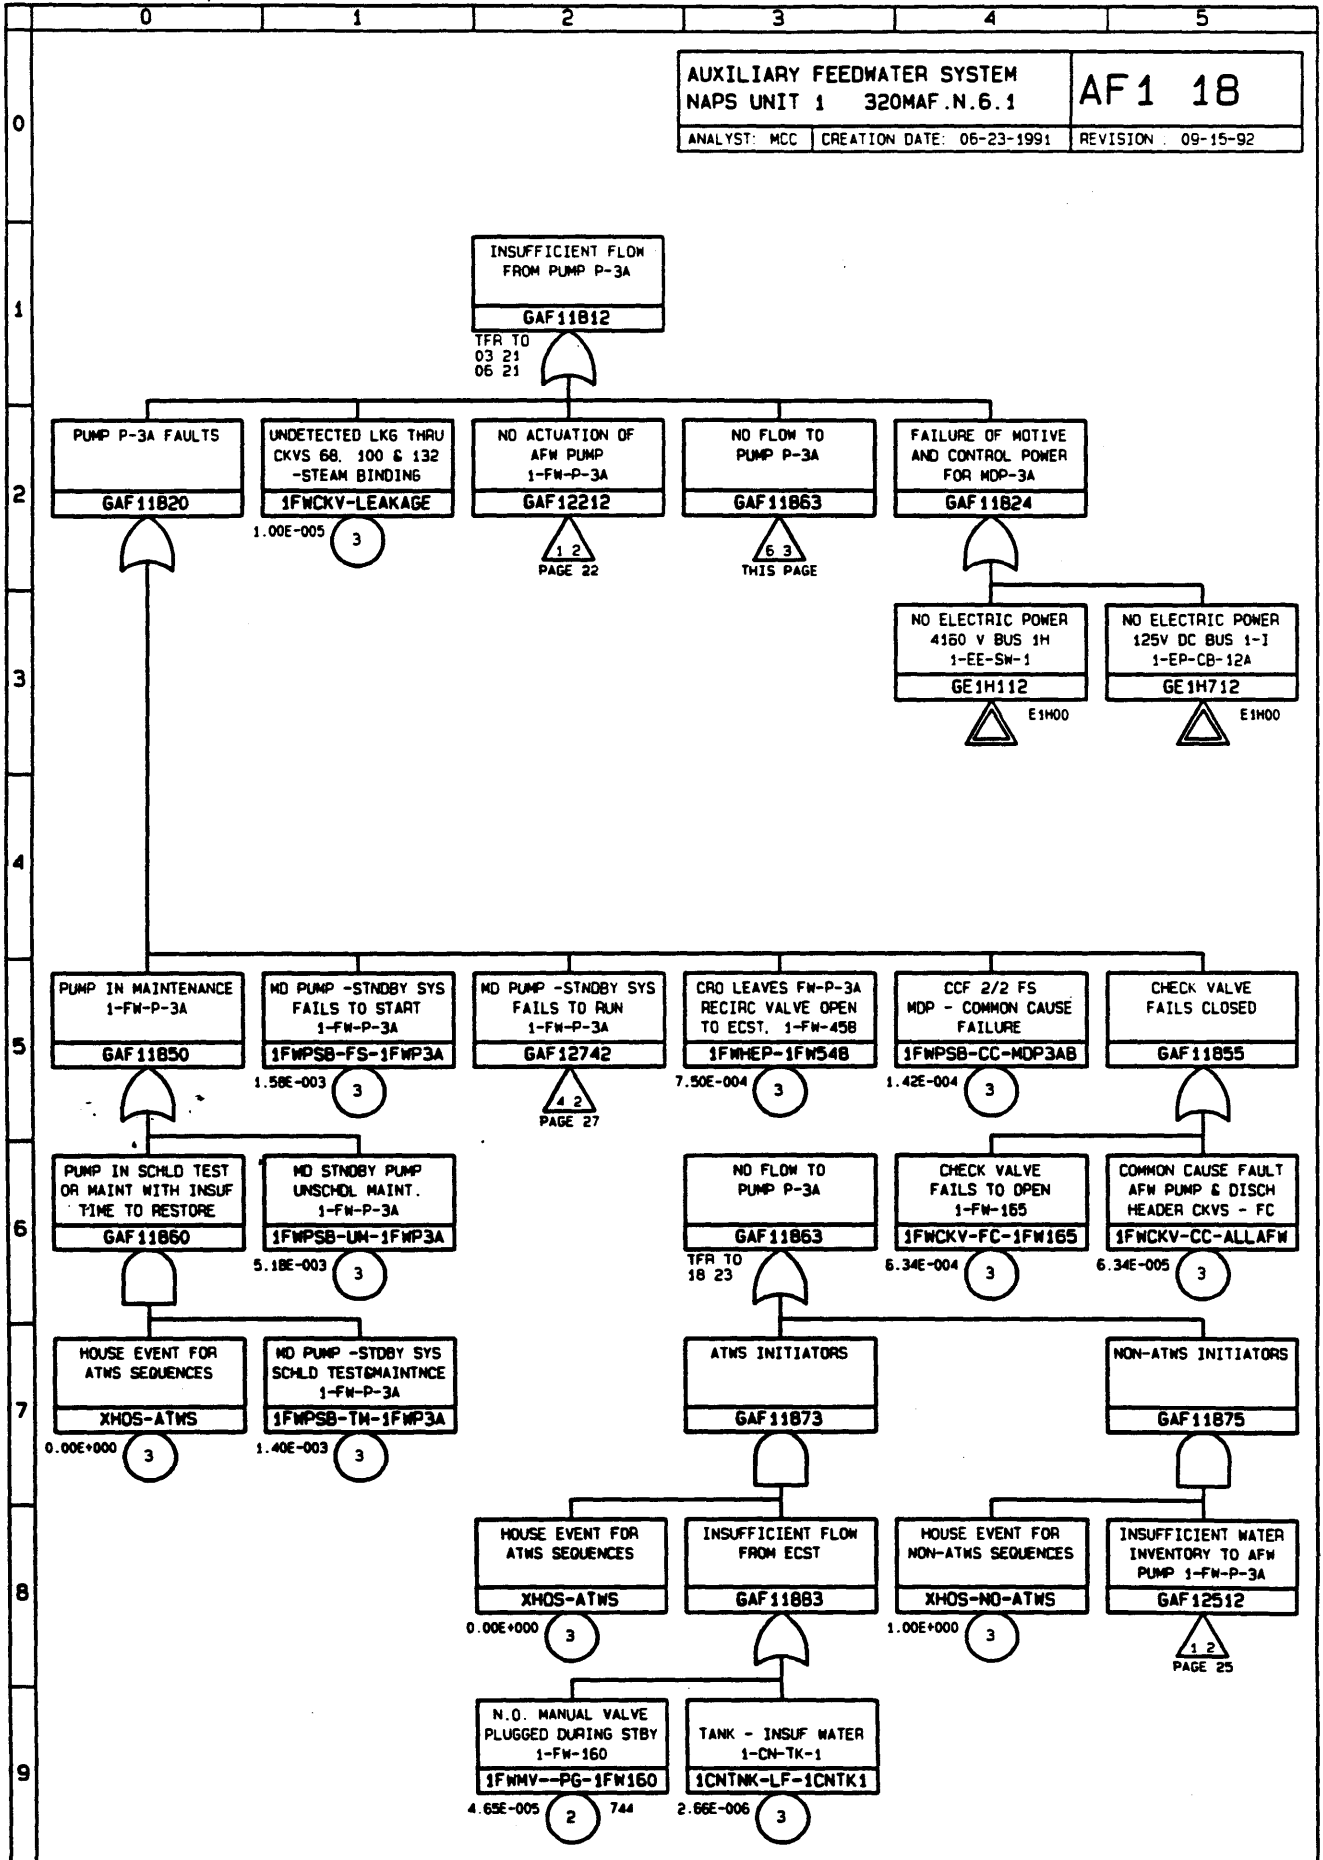 0 1 2 3 4 5
AUXILIARY FEEDWATER SYSTEM
NAPS UNIT 1 320MAF.N.6.1
AF1 18
ANALYST: MCC CREATION DATE: 06-23-1991 REVISION : 09-15-92
0
1
INSUFFICIENT FLOW
FROM PUMP P-3A
GAF11812
TFR TO
03 21
06 21
2
PUMP P-3A FAULTS
GAF11820
UNDETECTED LKG THRU
CKVS 68, 100 & 132
-STEAM BINDING
1FWCKV-LEAKAGE
1.00E-005
3
NO ACTUATION OF
AFW PUMP
1-FW-P-3A
GAF12212
1 2
PAGE 22
NO FLOW TO
PUMP P-3A
GAF11863
6 3
THIS PAGE
FAILURE OF MOTIVE
AND CONTROL POWER
FOR MDP-3A
GAF11824
3
NO ELECTRIC POWER
4160 V BUS 1H
1-EE-SW-1
GE1H112
E1H00
NO ELECTRIC POWER
125V DC BUS 1-I
1-EP-CB-12A
GE1H712
E1H00
4
5
PUMP IN MAINTENANCE
1-FW-P-3A
GAF11850
MD PUMP -STNDBY SYS
FAILS TO START
1-FW-P-3A
1FWPSB-FS-1FWP3A
1.58E-003
3
MD PUMP -STNDBY SYS
FAILS TO RUN
1-FW-P-3A
GAF12742
4 2
PAGE 27
CRO LEAVES FW-P-3A
RECIRC VALVE OPEN
TO ECST, 1-FW-458
1FWHEP-1FW548
7.50E-004
3
CCF 2/2 FS
MDP - COMMON CAUSE
FAILURE
1FWPSB-CC-MDP3AB
1.42E-004
3
CHECK VALVE
FAILS CLOSED
GAF11855
6
PUMP IN SCHLD TEST
OR MAINT WITH INSUF
TIME TO RESTORE
GAF11860
MD STNDBY PUMP
UNSCHDL MAINT.
1-FW-P-3A
1FWPSB-UM-1FWP3A
5.18E-003
3
NO FLOW TO
PUMP P-3A
GAF11863
TFR TO
18 23
CHECK VALVE
FAILS TO OPEN
1-FW-165
1FWCKV-FC-1FW165
6.34E-004
3
COMMON CAUSE FAULT
AFW PUMP & DISCH
HEADER CKVS - FC
1FWCKV-CC-ALLAFW
6.34E-005
3
7
HOUSE EVENT FOR
ATWS SEQUENCES
XHOS-ATWS
0.00E+000
3
MD PUMP -STDBY SYS
SCHLD TEST&MAINTNCE
1-FW-P-3A
1FWPSB-TM-1FWP3A
1.40E-003
3
ATWS INITIATORS
GAF11873
NON-ATWS INITIATORS
GAF11875
8
HOUSE EVENT FOR
ATWS SEQUENCES
XHOS-ATWS
0.00E+000
3
INSUFFICIENT FLOW
FROM ECST
GAF11883
HOUSE EVENT FOR
NON-ATWS SEQUENCES
XHOS-NO-ATWS
1.00E+000
3
INSUFFICIENT WATER
INVENTORY TO AFW
PUMP 1-FW-P-3A
GAF12512
1 2
PAGE 25
9
N.O. MANUAL VALVE
PLUGGED DURING STBY
1-FW-160
1FWMV--PG-1FW160
4.65E-005
2
744
TANK - INSUF WATER
1-CN-TK-1
1CNTNK-LF-1CNTK1
2.66E-006
3